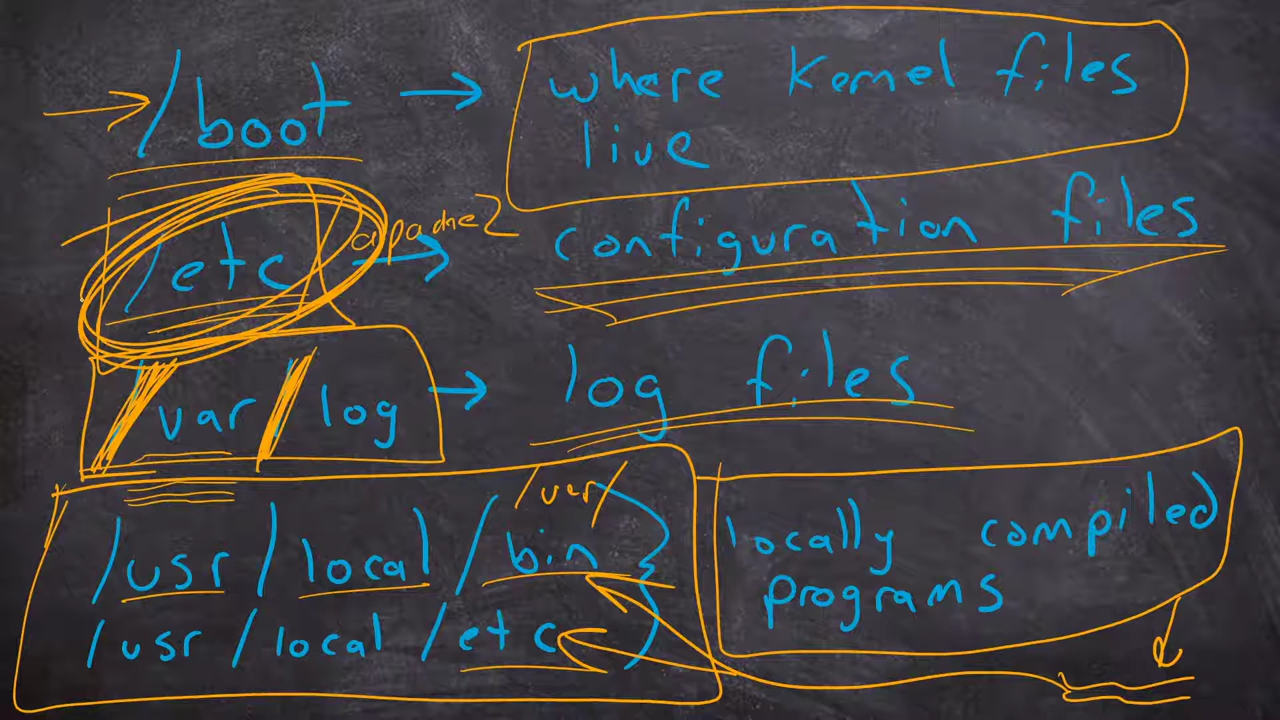 /boot → where kernel files
live
/etc /apache2 → configuration files
/var/log → log files
/var/
/usr/local/bin
/usr/local/etc
locally compiled
programs